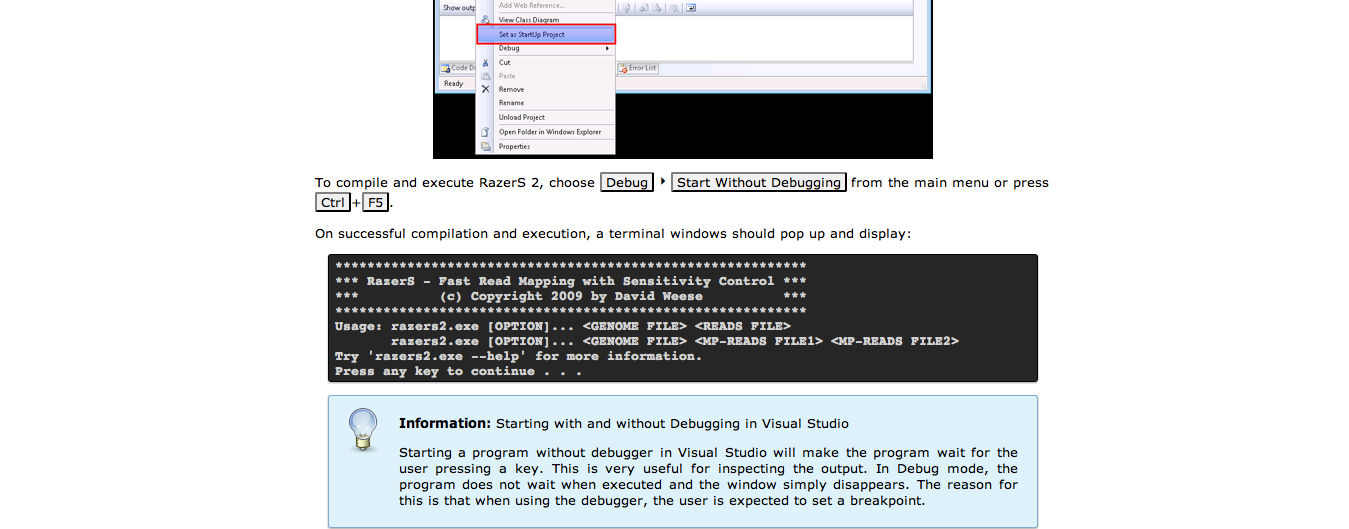 Add Web Reference...
Show outp
View Class Diagram
Set as StartUp Project
Debug
Cut
Code D
Error List
Paste
Ready
Remove
Rename
Unload Project
Open Folder in Windows Explorer
Properties
To compile and execute RazerS 2, choose Debug ‣ Start Without Debugging from the main menu or press
Ctrl+F5.
On successful compilation and execution, a terminal windows should pop up and display:
***********************************************************
*** RazerS - Fast Read Mapping with Sensitivity Control ***
***          (c) Copyright 2009 by David Weese          ***
***********************************************************
Usage: razers2.exe [OPTION]... <GENOME FILE> <READS FILE>
       razers2.exe [OPTION]... <GENOME FILE> <MP-READS FILE1> <MP-READS FILE2>
Try 'razers2.exe --help' for more information.
Press any key to continue . . .
Information: Starting with and without Debugging in Visual Studio
Starting a program without debugger in Visual Studio will make the program wait for the
user pressing a key. This is very useful for inspecting the output. In Debug mode, the
program does not wait when executed and the window simply disappears. The reason for
this is that when using the debugger, the user is expected to set a breakpoint.